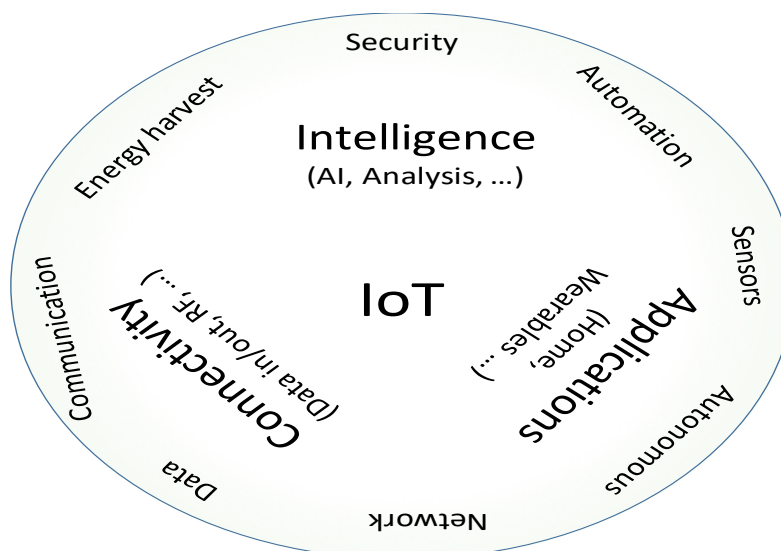 Security
Automation
Sensors
Autonomous
Network
Data
Communication
Energy harvest
Intelligence
(AI, Analysis, ...)
IoT
Applications
(Home,
Wearables ...)
Connectivity
(Data in/out, RF, ...)